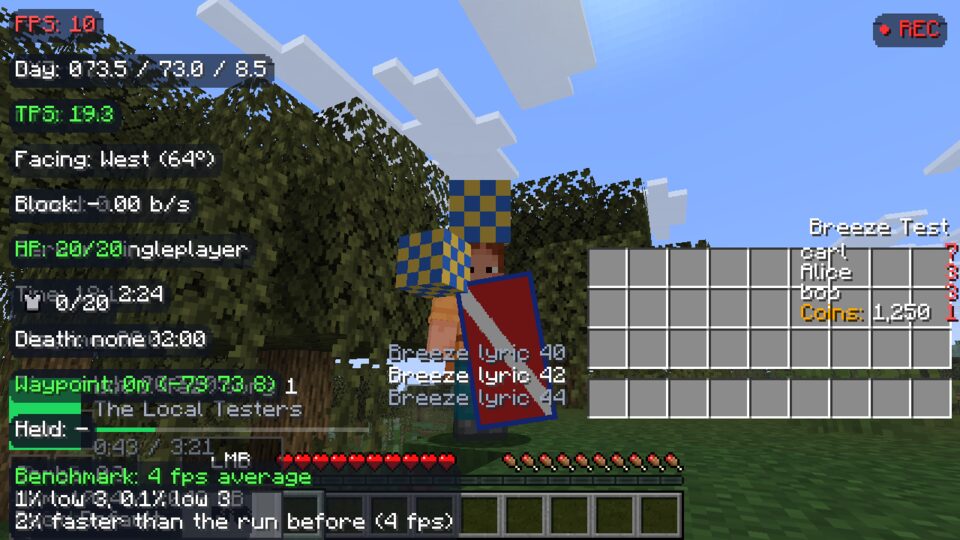 FPS: 10
REC
Day: 073.5 / 73.0 / 8.5
TPS: 19.3
Facing: West (64°)
Block: -.00 b/s
HP: 20/20
ingleplayer
2:24
0/20
Death: none
02:00
Waypoint: 0m (-73 73 8)
1
The Local Testers
Held: -
0:43 / 3:21
LMB
Benchmark: 4 fps average
1% low 3, 0.1% low 3
2% faster than the run before (4 fps)
Breeze lyric 40
Breeze lyric 42
Breeze lyric 44
Breeze Test
carl 7
Alice 3
bob 3
Coins: 1,250 1